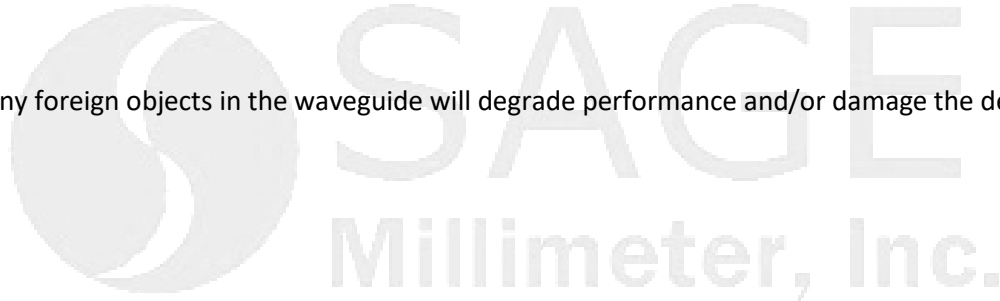 SAGE
ny foreign objects in the waveguide will degrade performance and/or damage the de
Millimeter, Inc.